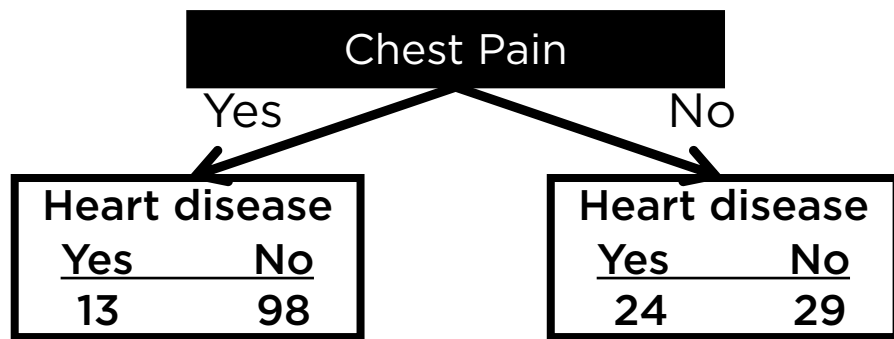 Chest Pain
Yes No
Heart disease Heart disease
Yes No Yes No
13 98 24 29